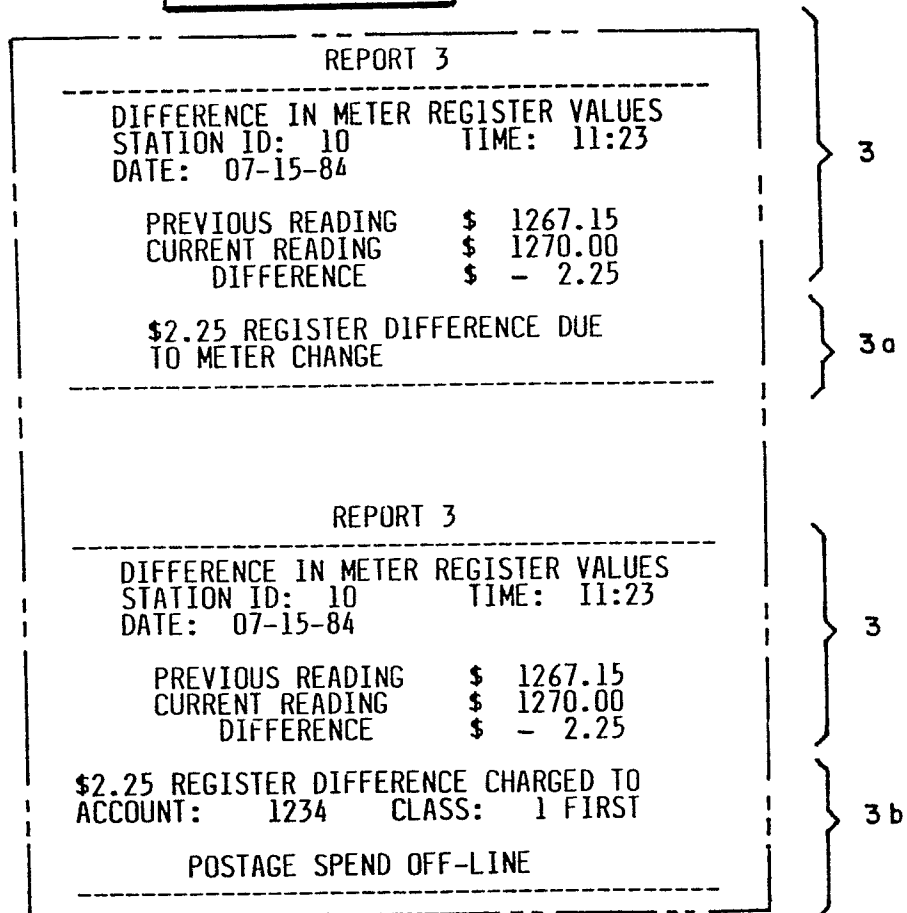 REPORT 3
DIFFERENCE IN METER REGISTER VALUES
STATION ID: 10 TIME: 11:23
DATE: 07-15-84
3
PREVIOUS READING $ 1267.15
CURRENT READING $ 1270.00
DIFFERENCE $ - 2.25
$2.25 REGISTER DIFFERENCE DUE
TO METER CHANGE
3a
REPORT 3
DIFFERENCE IN METER REGISTER VALUES
STATION ID: 10 TIME: 11:23
DATE: 07-15-84
3
PREVIOUS READING $ 1267.15
CURRENT READING $ 1270.00
DIFFERENCE $ - 2.25
$2.25 REGISTER DIFFERENCE CHARGED TO
ACCOUNT: 1234 CLASS: 1 FIRST
3b
POSTAGE SPEND OFF-LINE